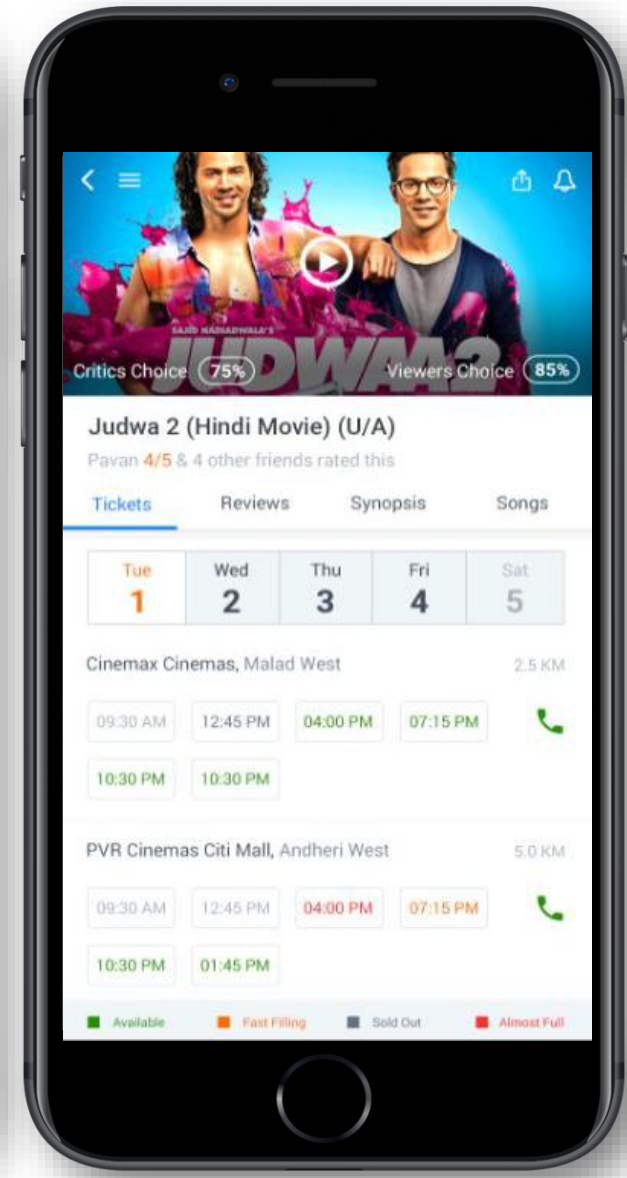 SAJID NADIADWALA'S
JUDWAA2
Critics Choice 75% Viewers Choice 85%
Judwa 2 (Hindi Movie) (U/A)
Pavan 4/5 & 4 other friends rated this
Tickets Reviews Synopsis Songs
Tue Wed Thu Fri Sat
1 2 3 4 5
Cinemax Cinemas, Malad West 2.5 KM
09:30 AM 12:45 PM 04:00 PM 07:15 PM
10:30 PM 10:30 PM
PVR Cinemas Citi Mall, Andheri West 5.0 KM
09:30 AM 12:45 PM 04:00 PM 07:15 PM
10:30 PM 01:45 PM
Available Fast Filling Sold Out Almost Full